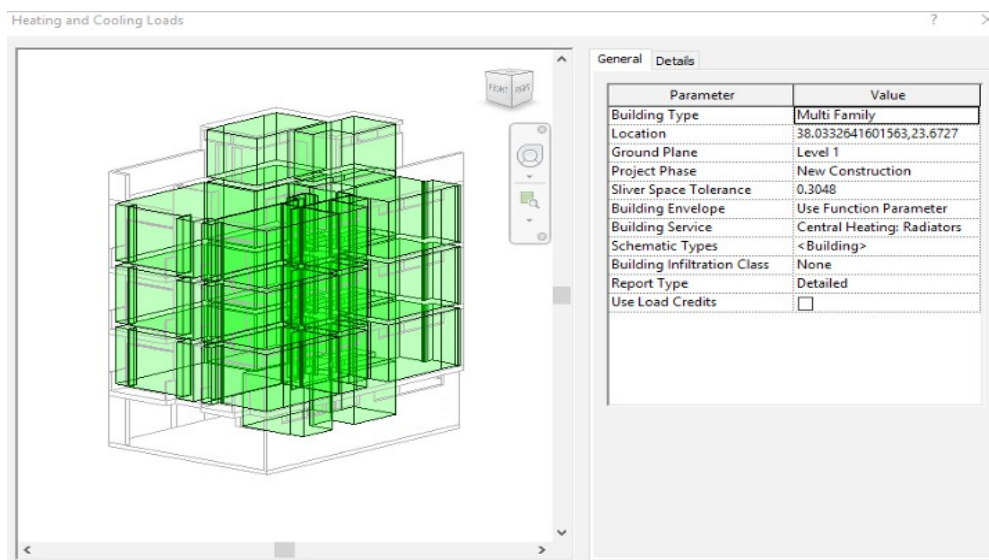 Heating and Cooling Loads ?
General Details
Parameter Value
Building Type Multi Family
Location 38.0332641601563,23.6727
Ground Plane Level 1
Project Phase New Construction
Sliver Space Tolerance 0.3048
Building Envelope Use Function Parameter
Building Service Central Heating: Radiators
Schematic Types <Building>
Building Infiltration Class None
Report Type Detailed
Use Load Credits
FRONT